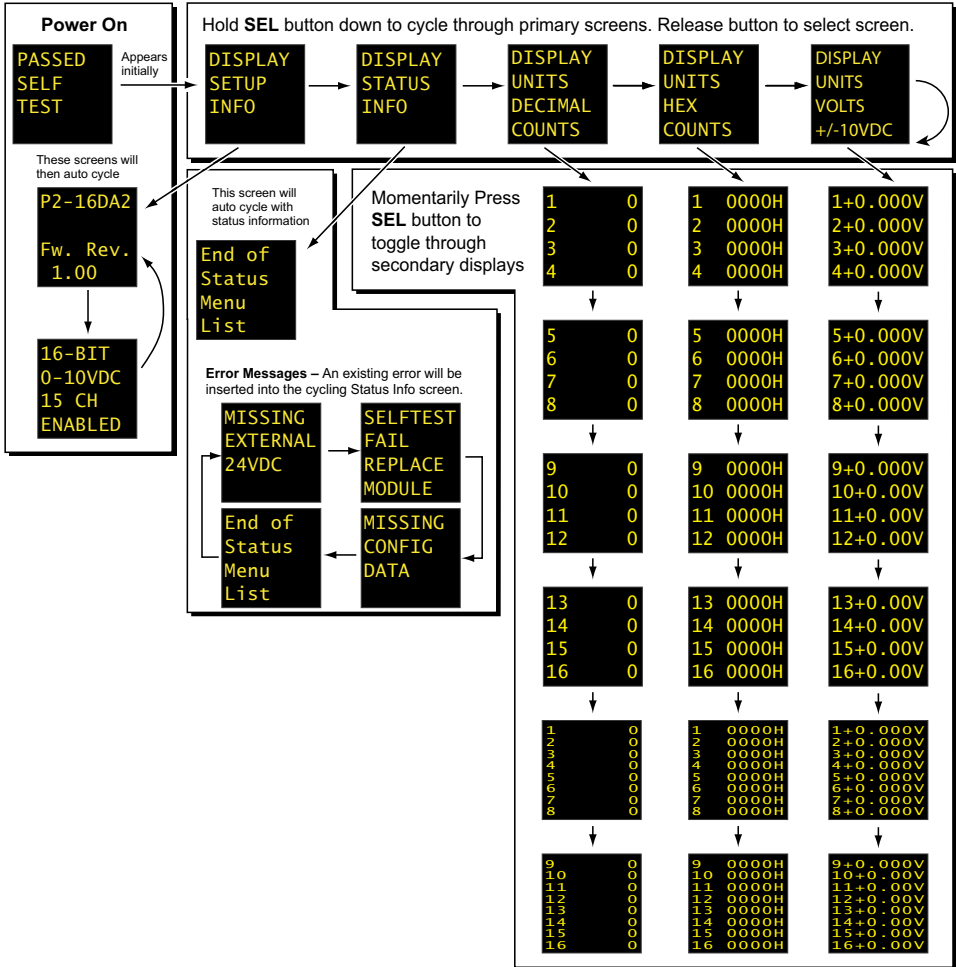 Power On
PASSED
SELF
TEST
Appears
initially
Hold SEL button down to cycle through primary screens. Release button to select screen.
DISPLAY
SETUP
INFO
DISPLAY
STATUS
INFO
DISPLAY
UNITS
DECIMAL
COUNTS
DISPLAY
UNITS
HEX
COUNTS
DISPLAY
UNITS
VOLTS
+/-10VDC
These screens will
then auto cycle
P2-16DA2
Fw. Rev.
1.00
16-BIT
0-10VDC
15 CH
ENABLED
This screen will
auto cycle with
status information
End of
Status
Menu
List
Error Messages – An existing error will be
inserted into the cycling Status Info screen.
MISSING
EXTERNAL
24VDC
SELFTEST
FAIL
REPLACE
MODULE
End of
Status
Menu
List
MISSING
CONFIG
DATA
Momentarily Press
SEL button to
toggle through
secondary displays
1 0
2 0
3 0
4 0
1 0000H
2 0000H
3 0000H
4 0000H
1+0.000V
2+0.000V
3+0.000V
4+0.000V
5 0
6 0
7 0
8 0
5 0000H
6 0000H
7 0000H
8 0000H
5+0.000V
6+0.000V
7+0.000V
8+0.000V
9 0
10 0
11 0
12 0
9 0000H
10 0000H
11 0000H
12 0000H
9+0.000V
10+0.00V
11+0.00V
12+0.00V
13 0
14 0
15 0
16 0
13 0000H
14 0000H
15 0000H
16 0000H
13+0.00V
14+0.00V
15+0.00V
16+0.00V
1 0
2 0
3 0
4 0
5 0
6 0
7 0
8 0
1 0000H
2 0000H
3 0000H
4 0000H
5 0000H
6 0000H
7 0000H
8 0000H
1+0.000V
2+0.000V
3+0.000V
4+0.000V
5+0.000V
6+0.000V
7+0.000V
8+0.000V
9 0
10 0
11 0
12 0
13 0
14 0
15 0
16 0
9 0000H
10 0000H
11 0000H
12 0000H
13 0000H
14 0000H
15 0000H
16 0000H
9+0.000V
10+0.00V
11+0.00V
12+0.00V
13+0.00V
14+0.00V
15+0.00V
16+0.00V